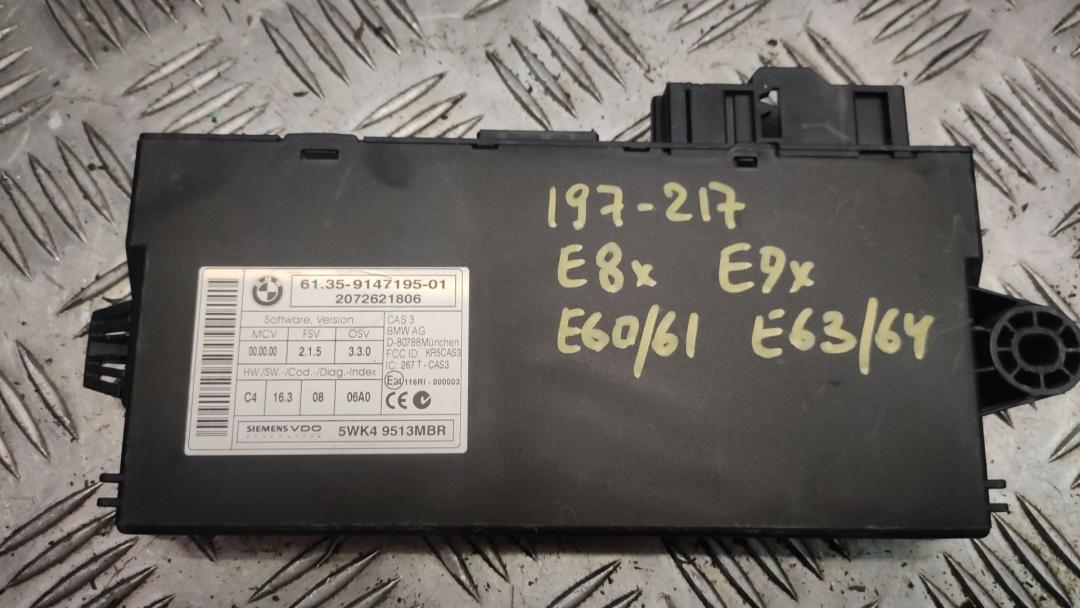 61.35-9147195-01
2072621806
Software, Version
MCV FSV OSV
00.00.00 2.1.5 3.3.0
HW./SW.-/Cod.-/Diag.-Index
C4 16.3 08 06A0
CAS 3
BMW AG
D-80788München
FCC ID: KR5CAS3
IC: 267 T - CAS3
E24 116RI - 000003
CE
SIEMENS VDO
Automotive
5WK4 9513MBR
197-217
E8x E9x
E60/61 E63/64